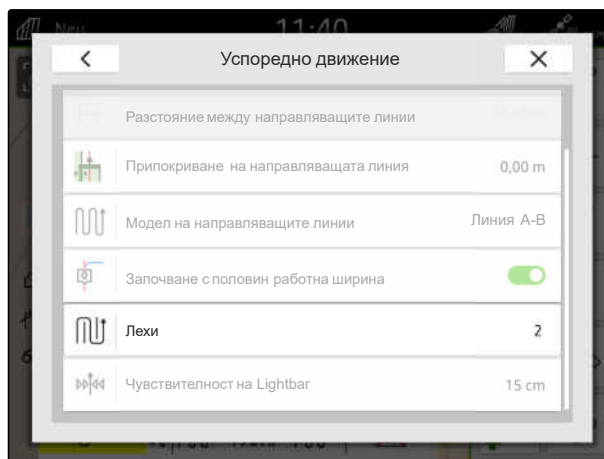 Neu 11:40
Успоредно движение
Разстояние между направляващите линии
Припокриване на направляващата линия 0,00 m
Модел на направляващите линии Линия А-В
Започване с половин работна ширина
Лехи 2
Чувствителност на Lightbar 15 cm